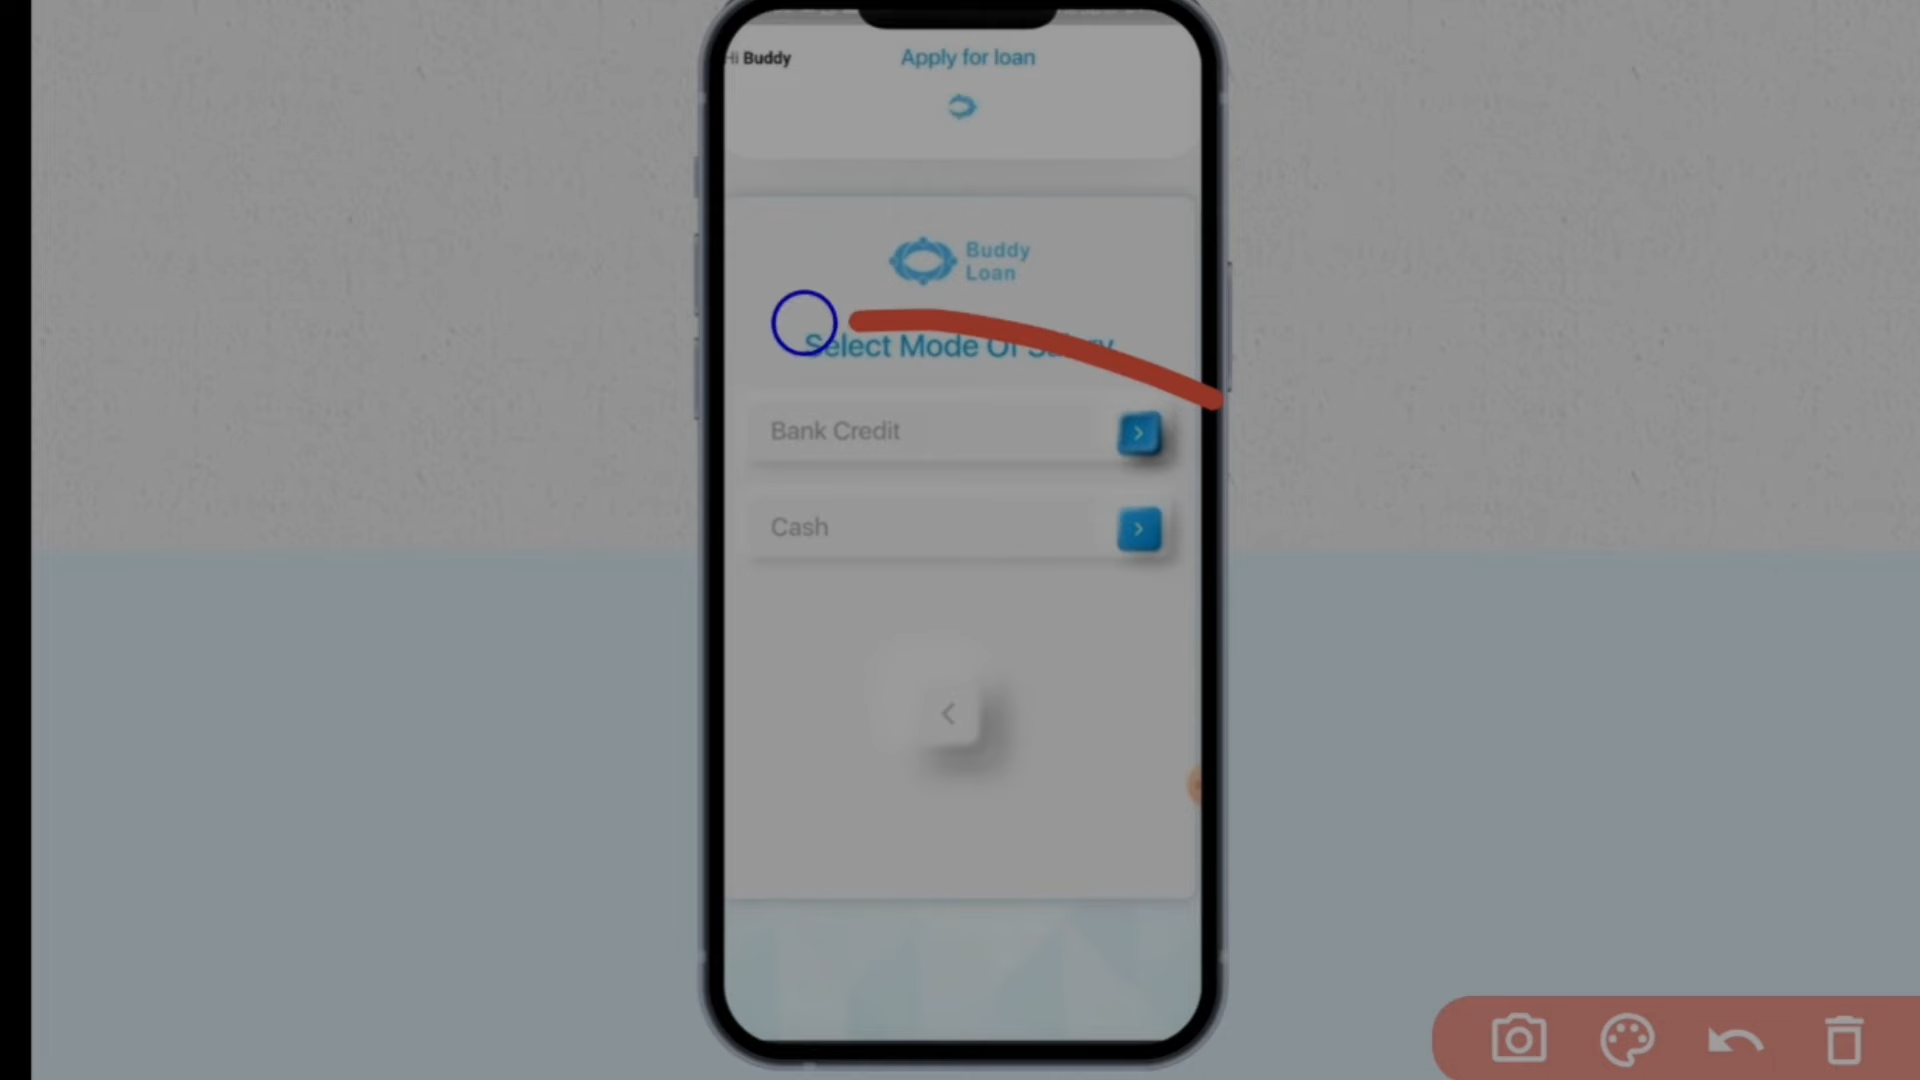 Hi Buddy
Apply for loan
Buddy
Loan
Select Mode Of Salary
Bank Credit
Cash